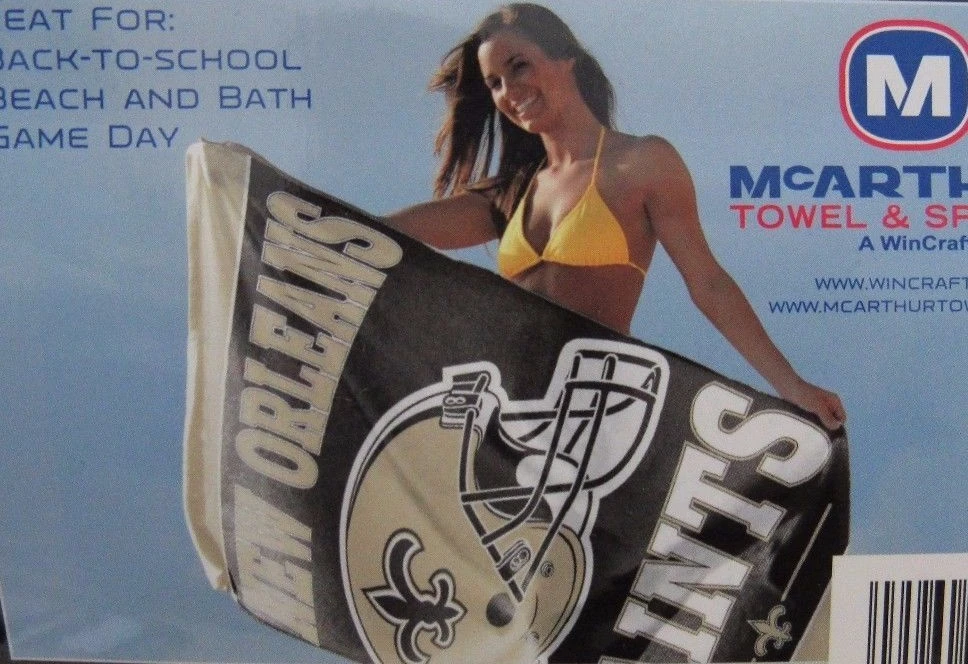 EAT FOR:
BACK-TO-SCHOOL
BEACH AND BATH
GAME DAY
M
MCARTH
TOWEL & SP
A WinCraf
WWW.WINCRAFT
WWW.MCARTHURTOW
NEW ORLEANS
INTS